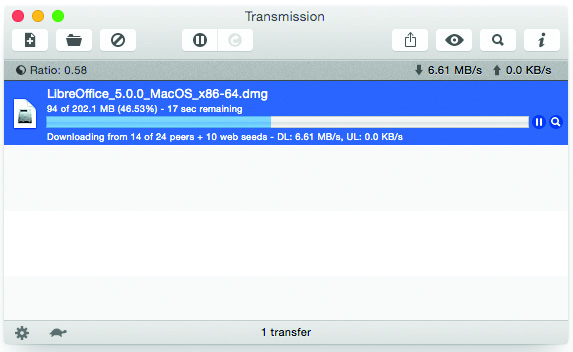 Transmission
Ratio: 0.58
6.61 MB/s 0.0 KB/s
LibreOffice_5.0.0_MacOS_x86-64.dmg
94 of 202.1 MB (46.53%) - 17 sec remaining
Downloading from 14 of 24 peers + 10 web seeds - DL: 6.61 MB/s, UL: 0.0 KB/s
1 transfer